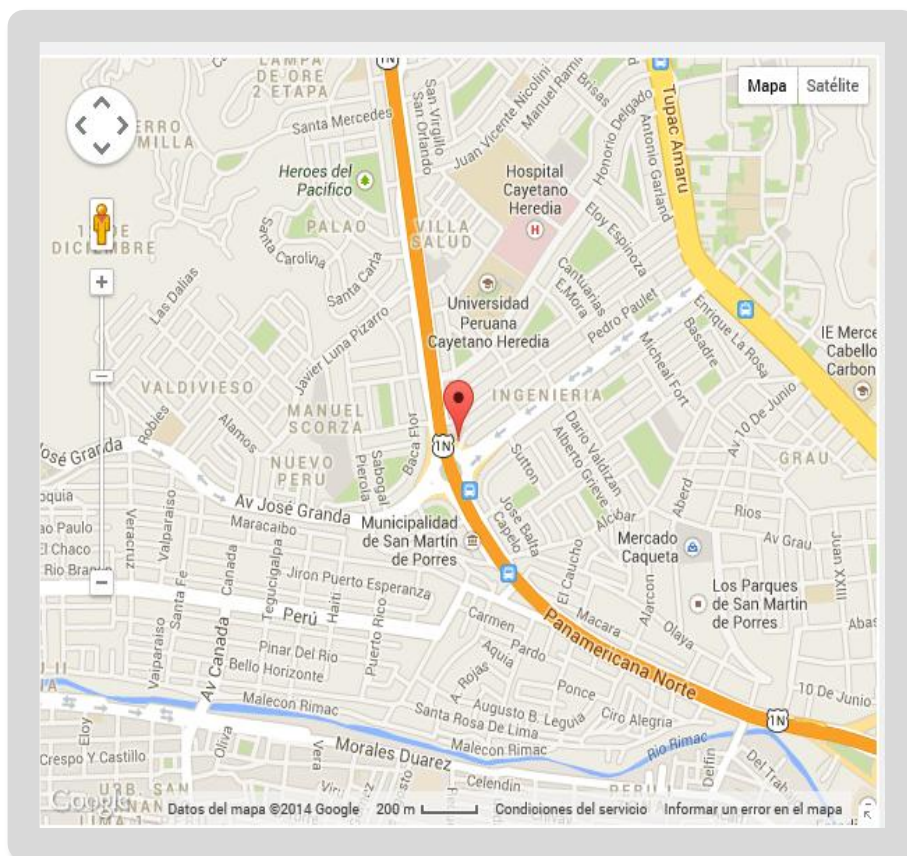 LAMPA
DE ORE
2 ETAPA
1N
San Virgilio
San Orlando
Juan Vicente Nicolini
Manuel Ram
Brisas
Honorio Delgado
Antonio Garland
Tupac Amaru
Mapa
Satélite
Santa Mercedes
ERRO
MILLA
Heroes del
Pacifico
Hospital
Cayetano
Heredia
H
PALAO
VILLA
SALUD
DE
DICIEMBRE
Santa Carolina
Santa Carla
Eloy Espinoza
Cantuarias
E.Mora
Pedro Paulet
Las Dalias
Javier Luna Pizarro
Universidad
Peruana
Cayetano Heredia
Enrique La Rosa
Basadre
Micheal Fort
IE Merce
Cabello
Carbon
VALDIVIESO
MANUEL
SCORZA
INGENIERIA
Av 10 De Junio
Robles
Alamos
Baca Flor
1N
Dario Valdizan
Alberto Grieve
Sutton
GRAU
José Granda
NUEVO
PERU
Sabogal
Pierola
Av José Granda
oquia
Valparaiso
Veracruz
ao Paulo
El Chaco
Rio Branco
Maracaibo
Municipalidad
de San Martín
de Porres
Jose Balta
Capelo
Aberd
Rios
Mercado
Caqueta
Av Grau
Juan XXIII
Canada
Tegucigalpa
Santa Fe
Jiron Puerto Esperanza
Haiti
Perú
Puerto Rico
El Caucho
Alarcon
Los Parques
de San Martin
de Porres
Abas
Carmen
Macara
Olaya
Panamericana Norte
Pinar Del Rio
Bello Horizonte
Valparaiso
Av Canada
Aquia
Pardo
A. Rojas
Ponce
Malecon Rimac
Augusto B. Leguia
Santa Rosa De Lima
Ciro Alegria
10 De Junio
1N
Eloy
Oliva
Vera
Morales Duarez
Malecon Rimac
Rio Rimac
Crespo Y Castillo
Celendin
Delfin
Del Trab
URB. SAN
Google
Datos del mapa ©2014 Google
200 m
Condiciones del servicio
Informar un error en el mapa